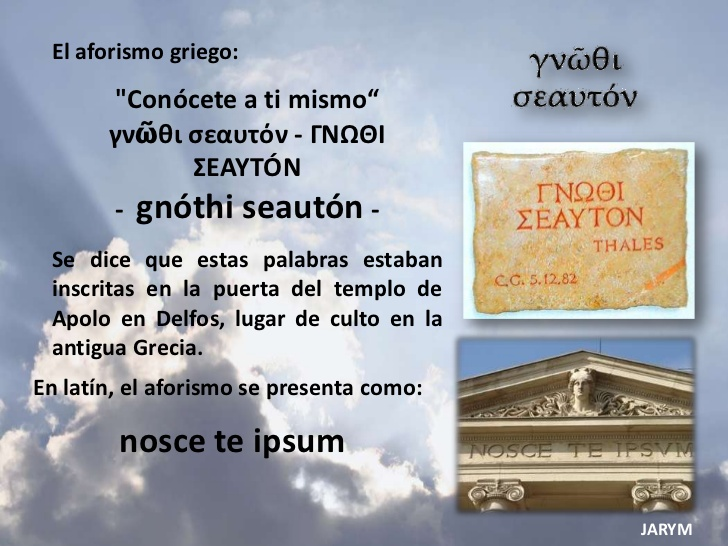 El aforismo griego:
"Conócete a ti mismo“
γνῶθι σεαυτόν - ΓΝΩΘΙ
ΣΕΑΥΤΌΝ
- gnóthi seautón -
Se dice que estas palabras estaban
inscritas en la puerta del templo de
Apolo en Delfos, lugar de culto en la
antigua Grecia.
En latín, el aforismo se presenta como:
nosce te ipsum
γνῶθι
σεαυτόν
ΓΝΩΘΙ
ΣΕΑΥΤΟΝ
THALES
C.G. 5.12.82
NOSCE TE IPSVM
JARYM